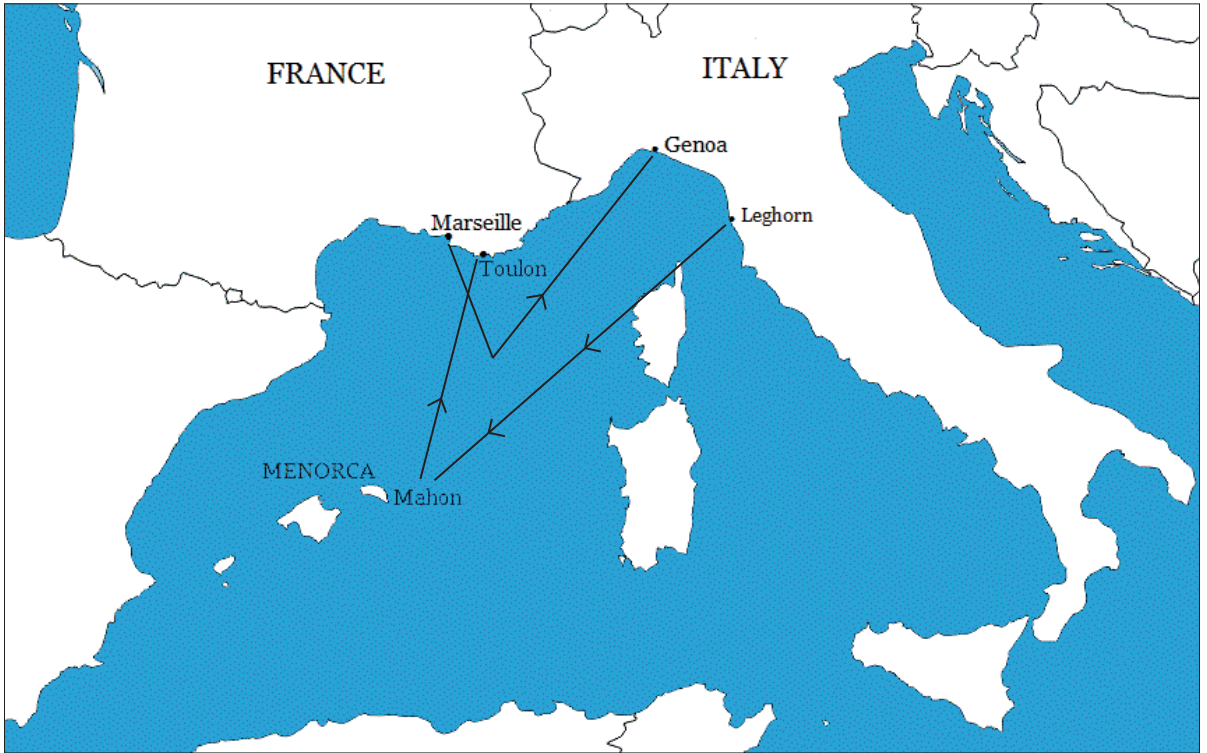 FRANCE
ITALY
Genoa
Marseille
Leghorn
Toulon
MENORCA
Mahon